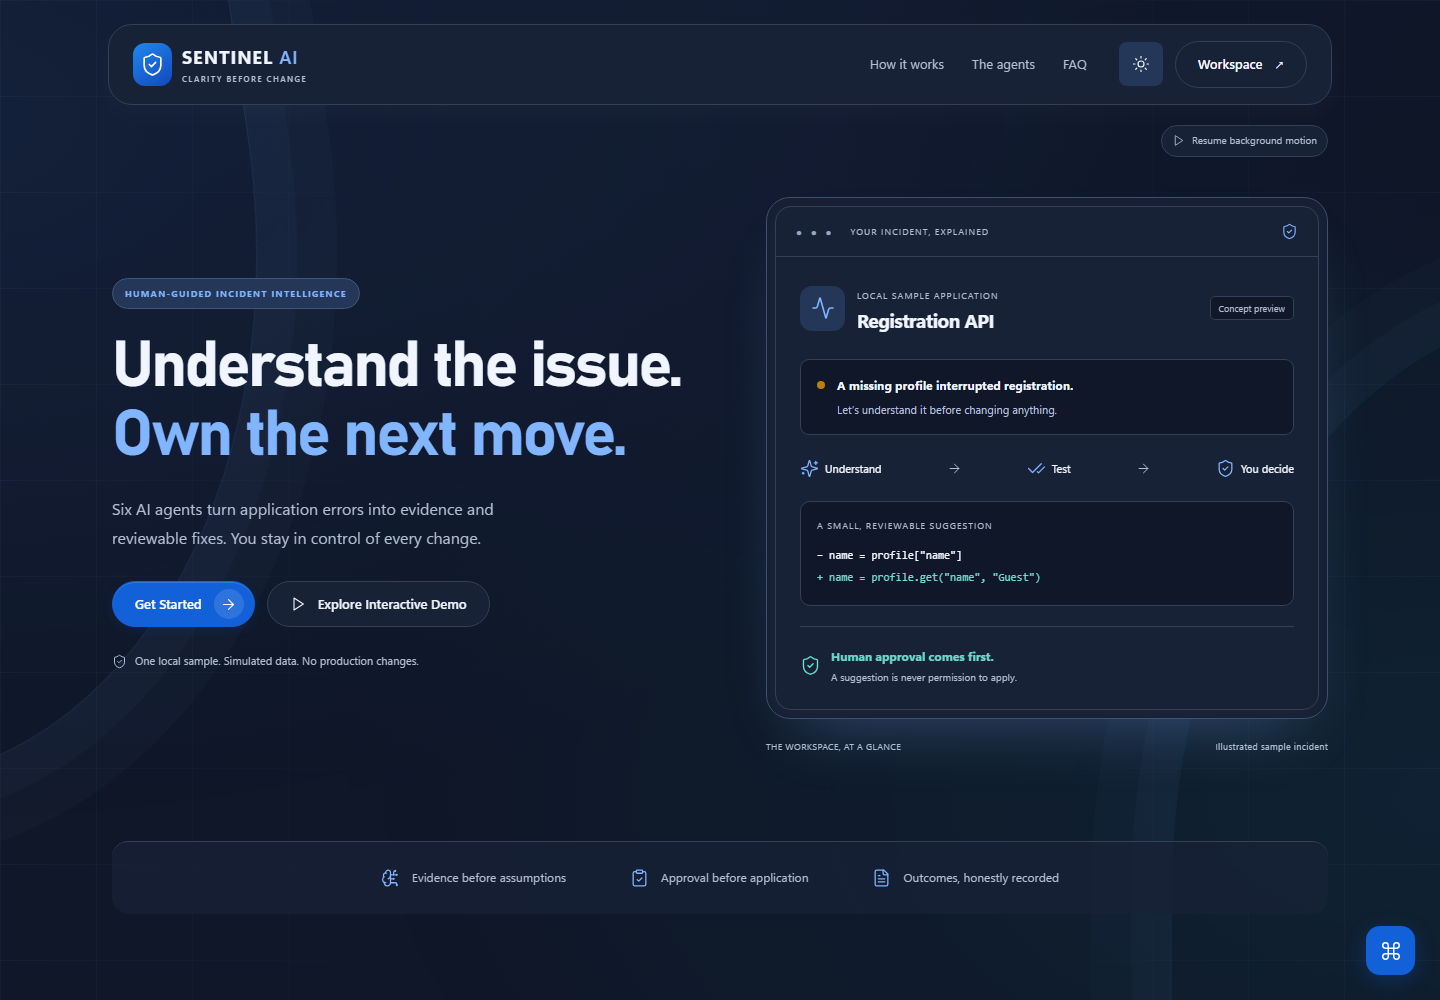 SENTINEL AI
CLARITY BEFORE CHANGE
How it works
The agents
FAQ
Workspace ↗
Resume background motion
HUMAN-GUIDED INCIDENT INTELLIGENCE
Understand the issue.
Own the next move.
Six AI agents turn application errors into evidence and
reviewable fixes. You stay in control of every change.
Get Started
Explore Interactive Demo
One local sample. Simulated data. No production changes.
YOUR INCIDENT, EXPLAINED
LOCAL SAMPLE APPLICATION
Registration API
Concept preview
A missing profile interrupted registration.
Let's understand it before changing anything.
Understand
Test
You decide
A SMALL, REVIEWABLE SUGGESTION
− name = profile["name"]
+ name = profile.get("name", "Guest")
Human approval comes first.
A suggestion is never permission to apply.
THE WORKSPACE, AT A GLANCE
Illustrated sample incident
Evidence before assumptions
Approval before application
Outcomes, honestly recorded